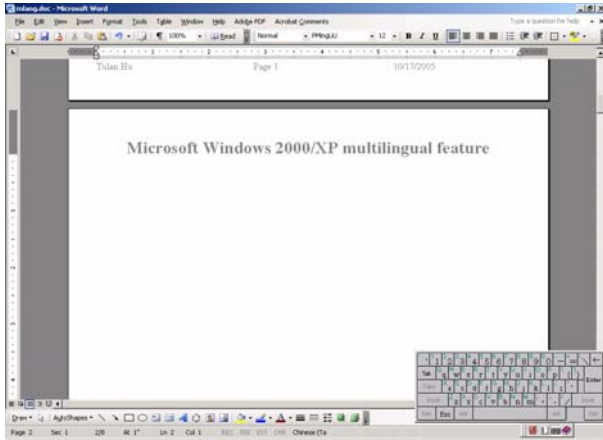 mlang.doc - Microsoft Word
File Edit View Insert Format Tools Table Window Help Adobe PDF Acrobat Comments Type a question for help
100% Read Normal PMingLiU 12 B I U
Tulan Hu Page 1 10/17/2005
Microsoft Windows 2000/XP multilingual feature
1 2 3 4 5 6 7 8 9 0 - = \
Tab q w e r t y u i o p [ ]
a s d f g h j k l ; ' Enter
z x c v b n m , . /
Esc
Draw AutoShapes
Page 2 Sec 1 2/8 At 1" Ln 2 Col 1 REC TRK EXT OVR Chinese (Ta